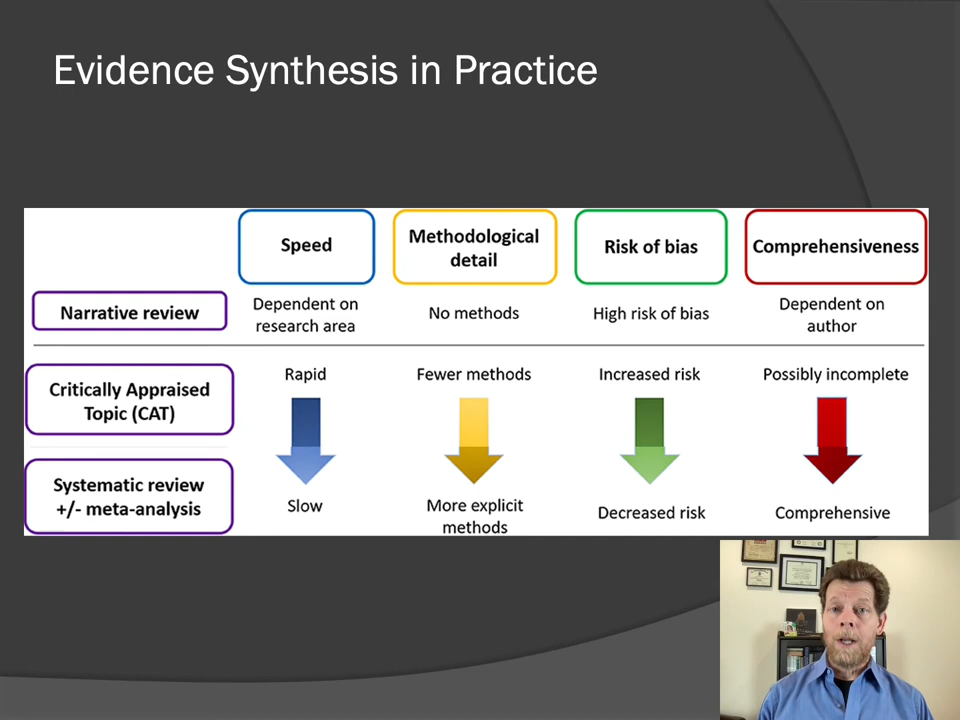 Evidence Synthesis in Practice
Speed
Methodological
detail
Risk of bias
Comprehensiveness
Narrative review
Dependent on
research area
No methods
High risk of bias
Dependent on
author
Critically Appraised
Topic (CAT)
Rapid
Fewer methods
Increased risk
Possibly incomplete
Systematic review
+/- meta-analysis
Slow
More explicit
methods
Decreased risk
Comprehensive